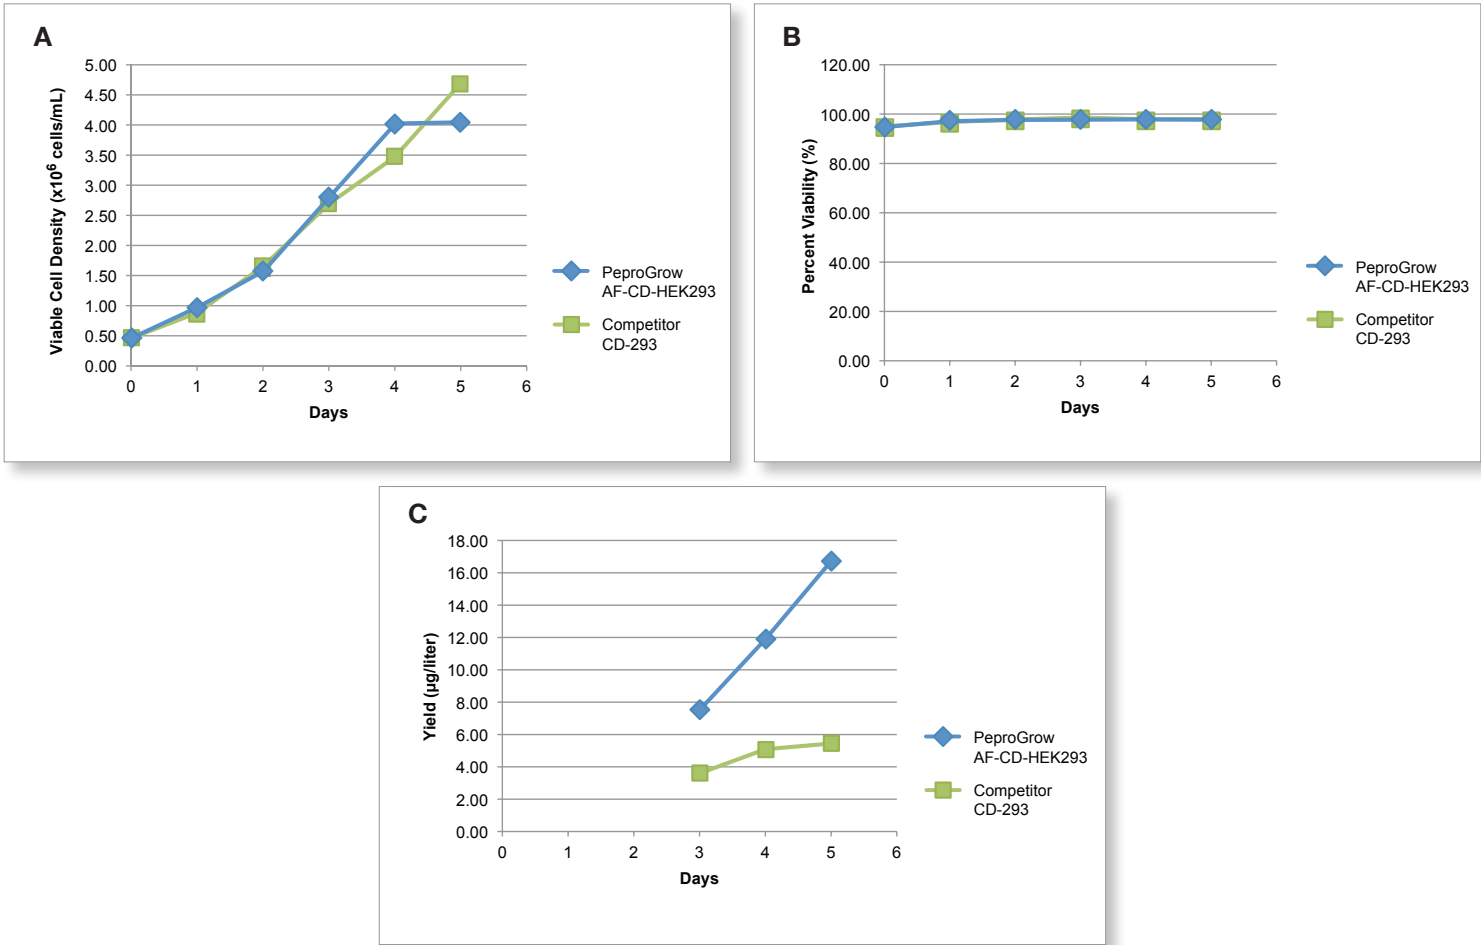 A
5.00
4.50
4.00
3.50
3.00
2.50
2.00
1.50
1.00
0.50
0.00
Viable Cell Density (x10⁶ cells/mL)
0 1 2 3 4 5 6
Days
PeproGrow
AF-CD-HEK293
Competitor
CD-293
B
120.00
100.00
80.00
60.00
40.00
20.00
0.00
Percent Viability (%)
0 1 2 3 4 5 6
Days
PeproGrow
AF-CD-HEK293
Competitor
CD-293
C
18.00
16.00
14.00
12.00
10.00
8.00
6.00
4.00
2.00
0.00
Yield (µg/liter)
0 1 2 3 4 5 6
Days
PeproGrow
AF-CD-HEK293
Competitor
CD-293